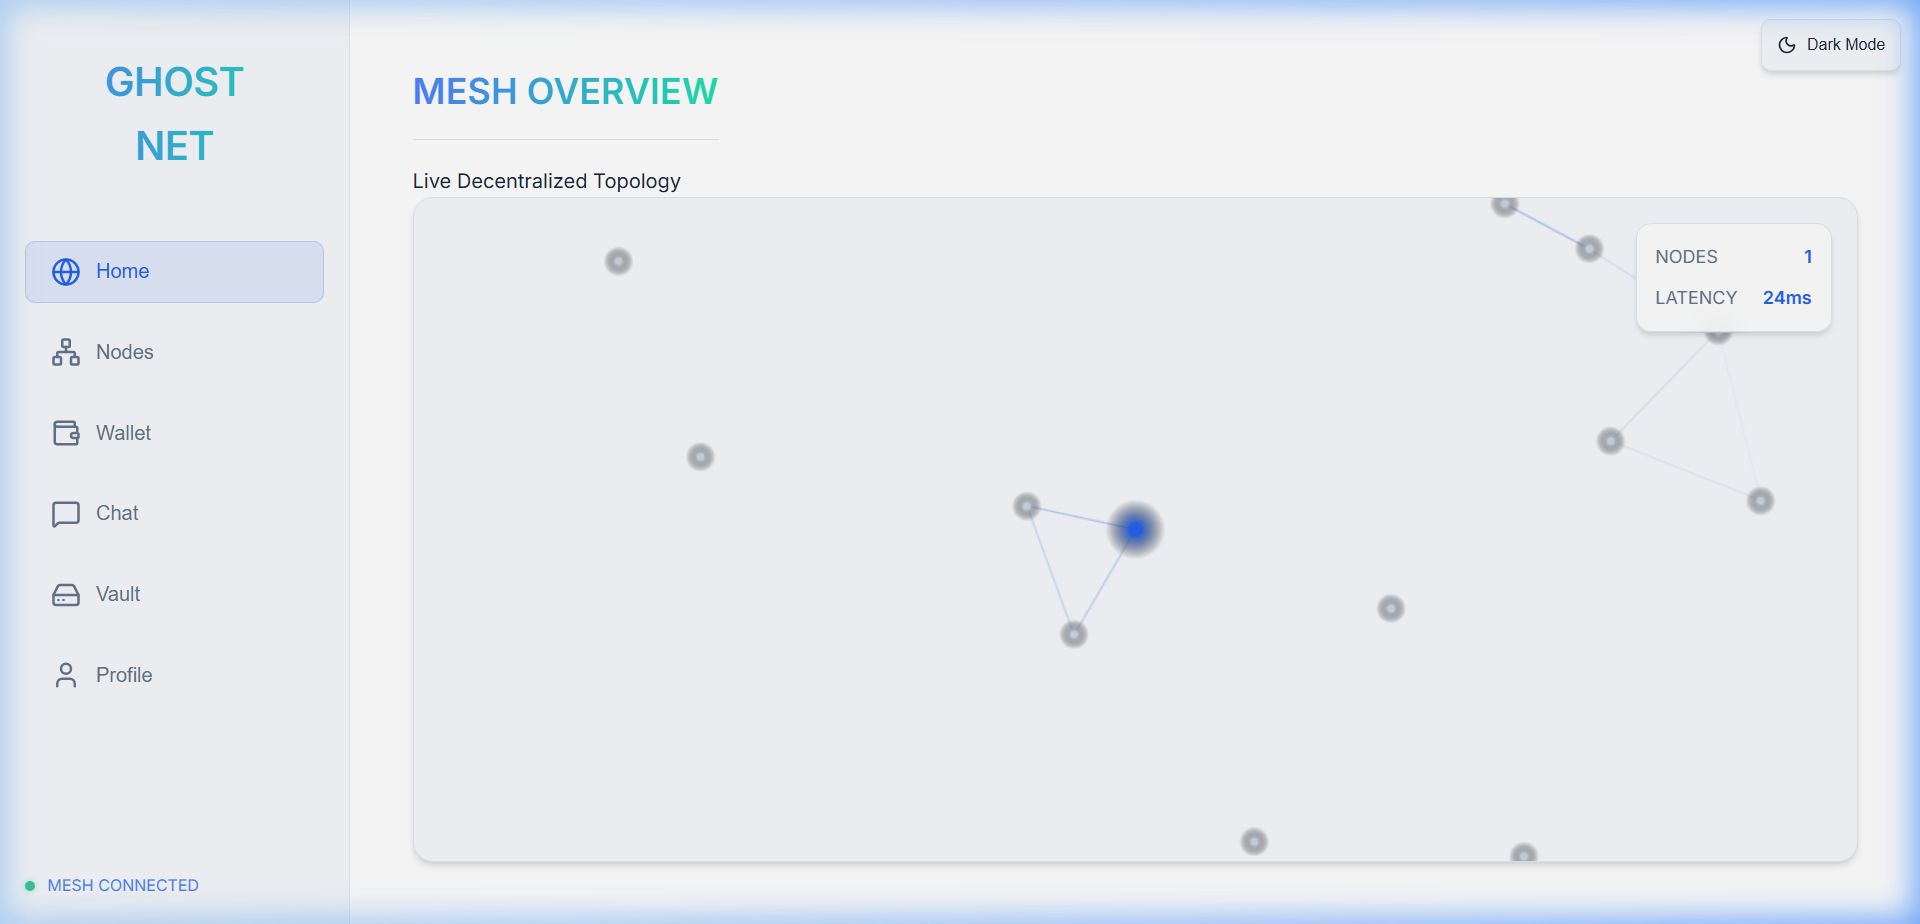 GHOST
NET
Home
Nodes
Wallet
Chat
Vault
Profile
MESH CONNECTED
Dark Mode
MESH OVERVIEW
Live Decentralized Topology
NODES 1
LATENCY 24ms